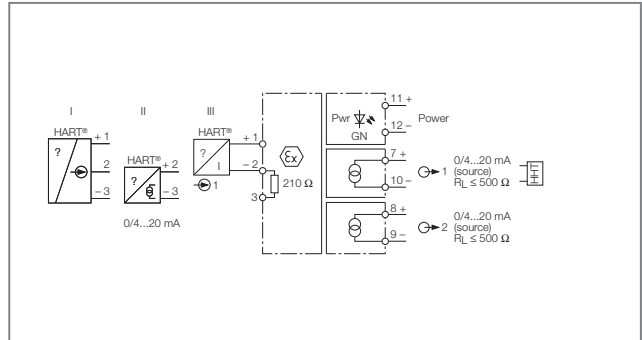 I II III
HART® HART® HART®
? ? ? I
+ 1
2
− 3
+ 2
− 3
0/4...20 mA
1
+ 1
− 2
3
210 Ω
Ex
Pwr
GN
11 +
12 −
Power
7 +
10 −
1
0/4...20 mA
(source)
RL ≤ 500 Ω
8 +
9 −
2
0/4...20 mA
(source)
RL ≤ 500 Ω